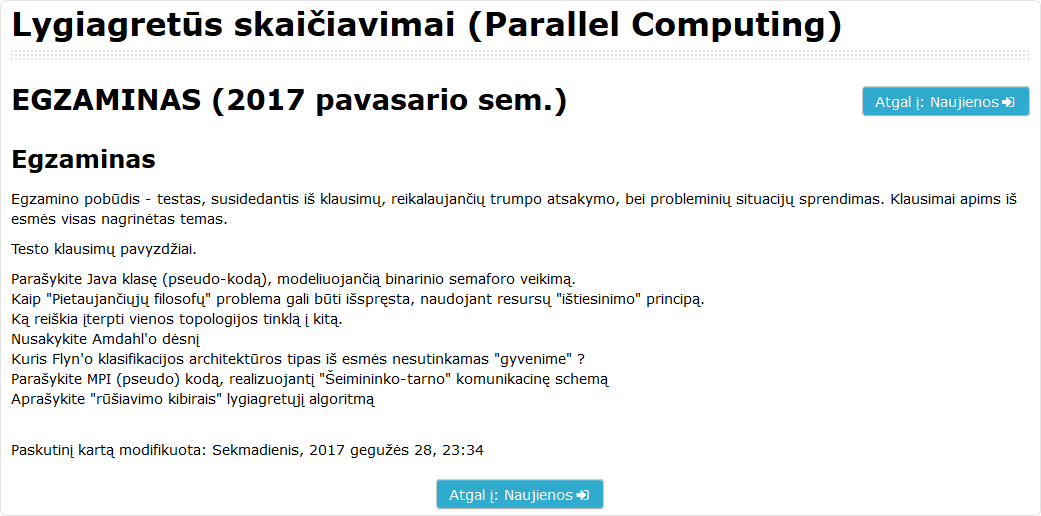 Lygiagretūs skaičiavimai (Parallel Computing)
EGZAMINAS (2017 pavasario sem.)
Atgal į: Naujienos
Egzaminas
Egzamino pobūdis - testas, susidedantis iš klausimų, reikalaujančių trumpo atsakymo, bei probleminių situacijų sprendimas. Klausimai apims iš
esmės visas nagrinėtas temas.
Testo klausimų pavyzdžiai.
Parašykite Java klasę (pseudo-kodą), modeliuojančią binarinio semaforo veikimą.
Kaip "Pietaujančiųjų filosofų" problema gali būti išspręsta, naudojant resursų "ištiesinimo" principą.
Ką reiškia įterpti vienos topologijos tinklą į kitą.
Nusakykite Amdahl'o dėsnį
Kuris Flyn'o klasifikacijos architektūros tipas iš esmės nesutinkamas "gyvenime" ?
Parašykite MPI (pseudo) kodą, realizuojantį "Šeimininko-tarno" komunikacinę schemą
Aprašykite "rūšiavimo kibirais" lygiagretųjį algoritmą
Paskutinį kartą modifikuota: Sekmadienis, 2017 gegužės 28, 23:34
Atgal į: Naujienos